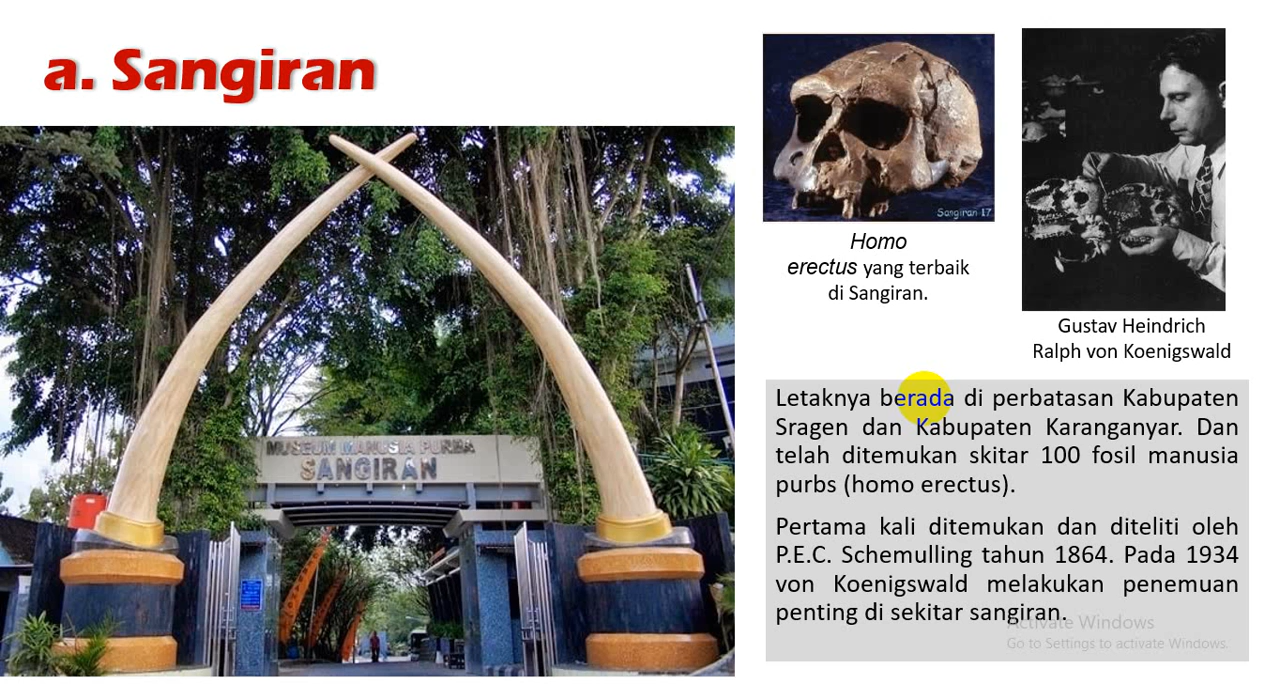 a. Sangiran
MUSEUM MANUSIA PURBA
SANGIRAN
Sangiran 17
Homo
erectus yang terbaik
di Sangiran.
Gustav Heindrich
Ralph von Koenigswald
Letaknya berada di perbatasan Kabupaten
Sragen dan Kabupaten Karanganyar. Dan
telah ditemukan skitar 100 fosil manusia
purbs (homo erectus).
Pertama kali ditemukan dan diteliti oleh
P.E.C. Schemulling tahun 1864. Pada 1934
von Koenigswald melakukan penemuan
penting di sekitar sangiran.
Activate Windows
Go to Settings to activate Windows.